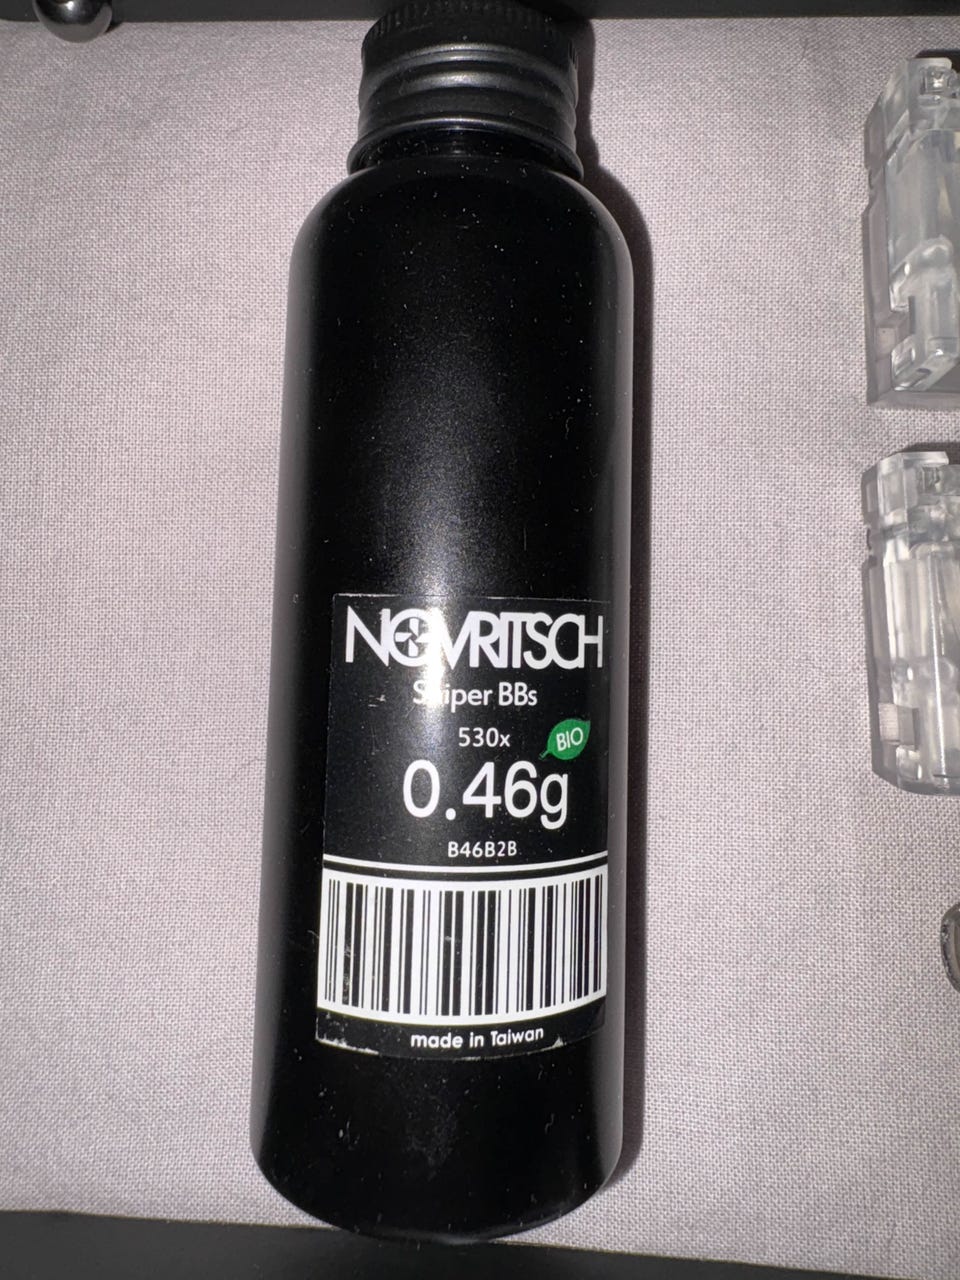 NOVRITSCH
Sniper BBs
530x
BIO
0.46g
B46B2B
made in Taiwan